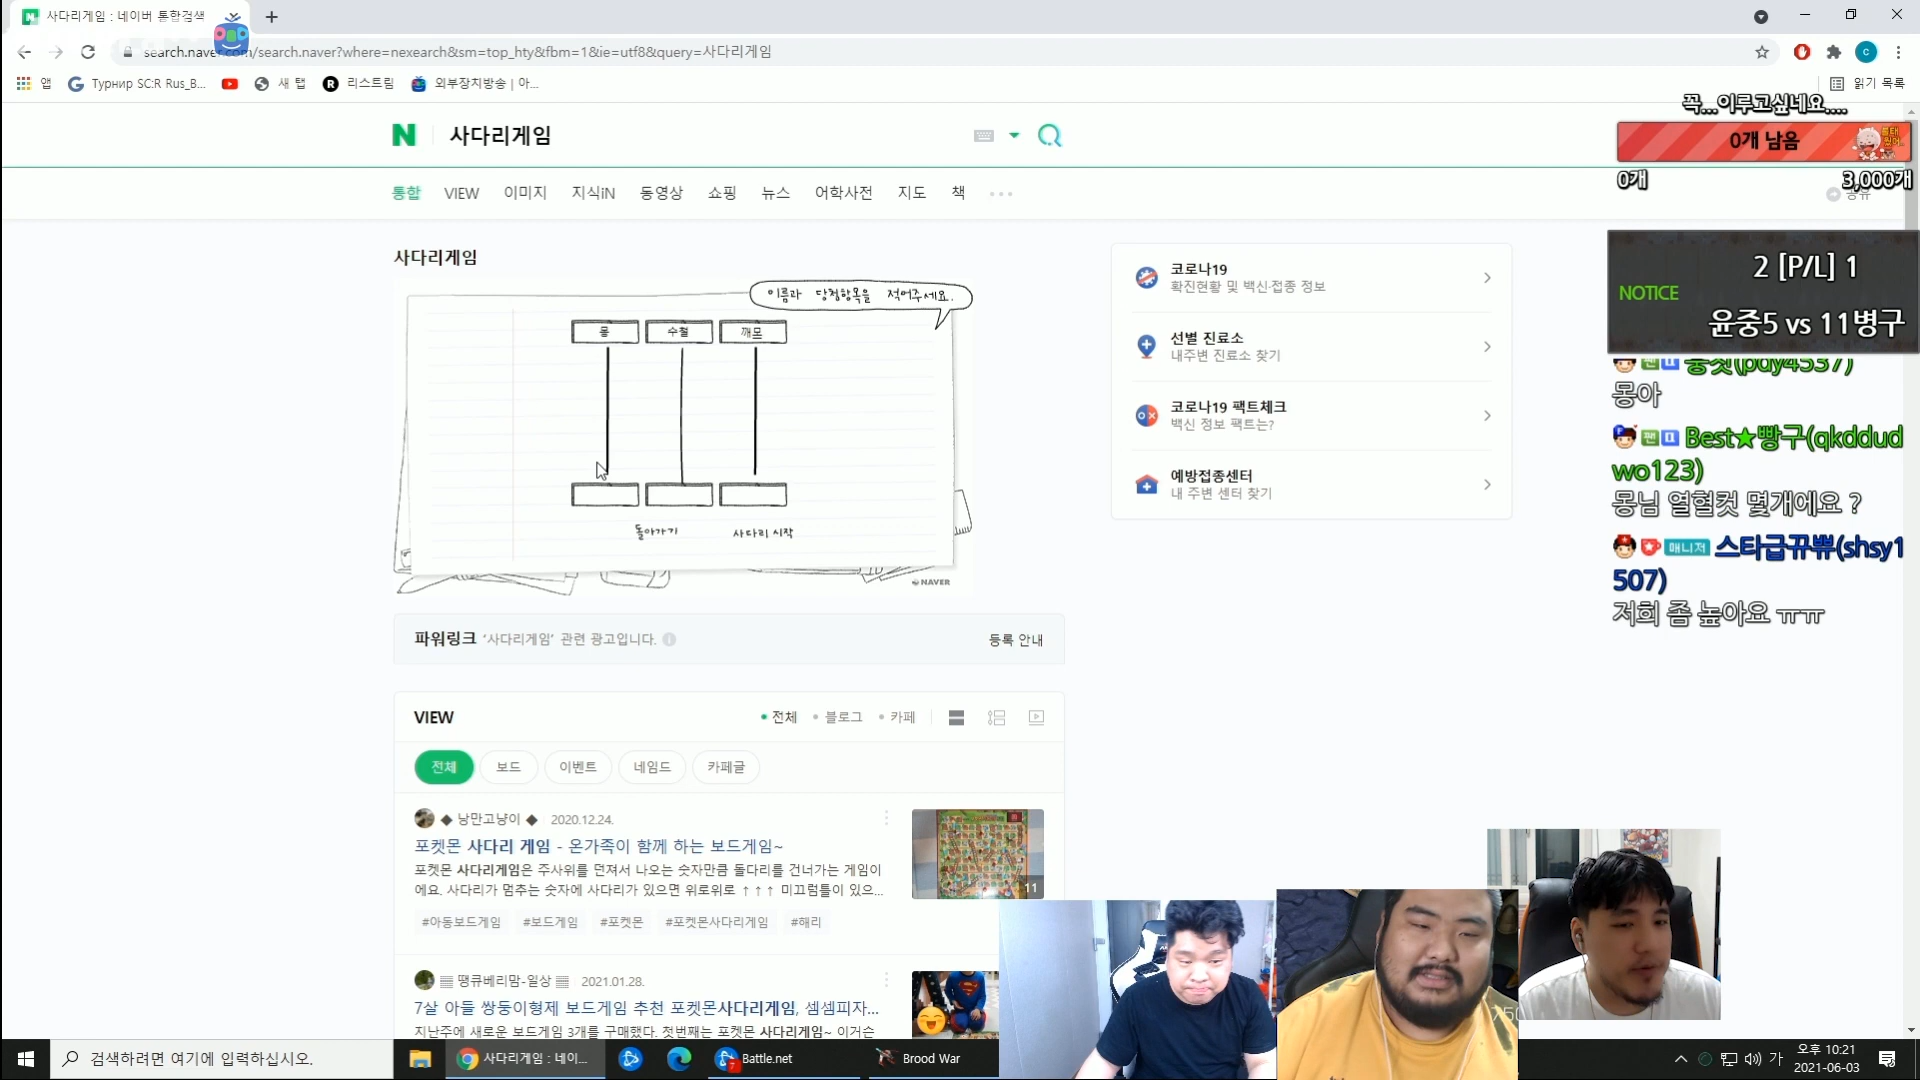 사다리게임 : 네이버 통합검색
search.naver.com/search.naver?where=nexearch&sm=top_hty&fbm=1&ie=utf8&query=사다리게임
앱
Турнир SC:R Rus_B...
새 탭
리스트림
외부장치방송 | 아...
읽기 목록
꼭...이루고싶네요....
0개 남음
0개
3,000개
공유
N 사다리게임
통합 VIEW 이미지 지식iN 동영상 쇼핑 뉴스 어학사전 지도 책
사다리게임
이름과 당첨항목을 적어주세요.
몽 수철 깨모
돌아가기 사다리 시작
NAVER
코로나19
확진현황 및 백신·접종 정보
선별 진료소
내주변 진료소 찾기
코로나19 팩트체크
백신 정보 팩트는?
예방접종센터
내 주변 센터 찾기
2 [P/L] 1
NOTICE
윤중5 vs 11병구
(pdy4537)
몽아
Best★빵구(qkddud
wo123)
몽님 열혈컷 몇개에요 ?
매니저 스타급뀨쀼(shsy1
507)
저희 좀 높아요 ㅠㅠ
파워링크 '사다리게임' 관련 광고입니다.
등록 안내
VIEW
전체 블로그 카페
전체 보드 이벤트 네임드 카페글
◆ 낭만고냥이 ◆ 2020.12.24.
포켓몬 사다리 게임 - 온가족이 함께 하는 보드게임~
포켓몬 사다리게임은 주사위를 던져서 나오는 숫자만큼 돌다리를 건너가는 게임이
에요. 사다리가 멈추는 숫자에 사다리가 있으면 위로위로 ↑ ↑ ↑ 미끄럼틀이 있으...
11
#아동보드게임 #보드게임 #포켓몬 #포켓몬사다리게임 #해리
▤ 땡큐베리맘-일상 ▤ 2021.01.28.
7살 아들 쌍둥이형제 보드게임 추천 포켓몬사다리게임, 셈셈피자...
지난주에 새로운 보드게임 3개를 구매했다. 첫번째는 포켓몬 사다리게임~ 이거슨
검색하려면 여기에 입력하십시오.
사다리게임 : 네이...
Battle.net
Brood War
가
오후 10:21
2021-06-03